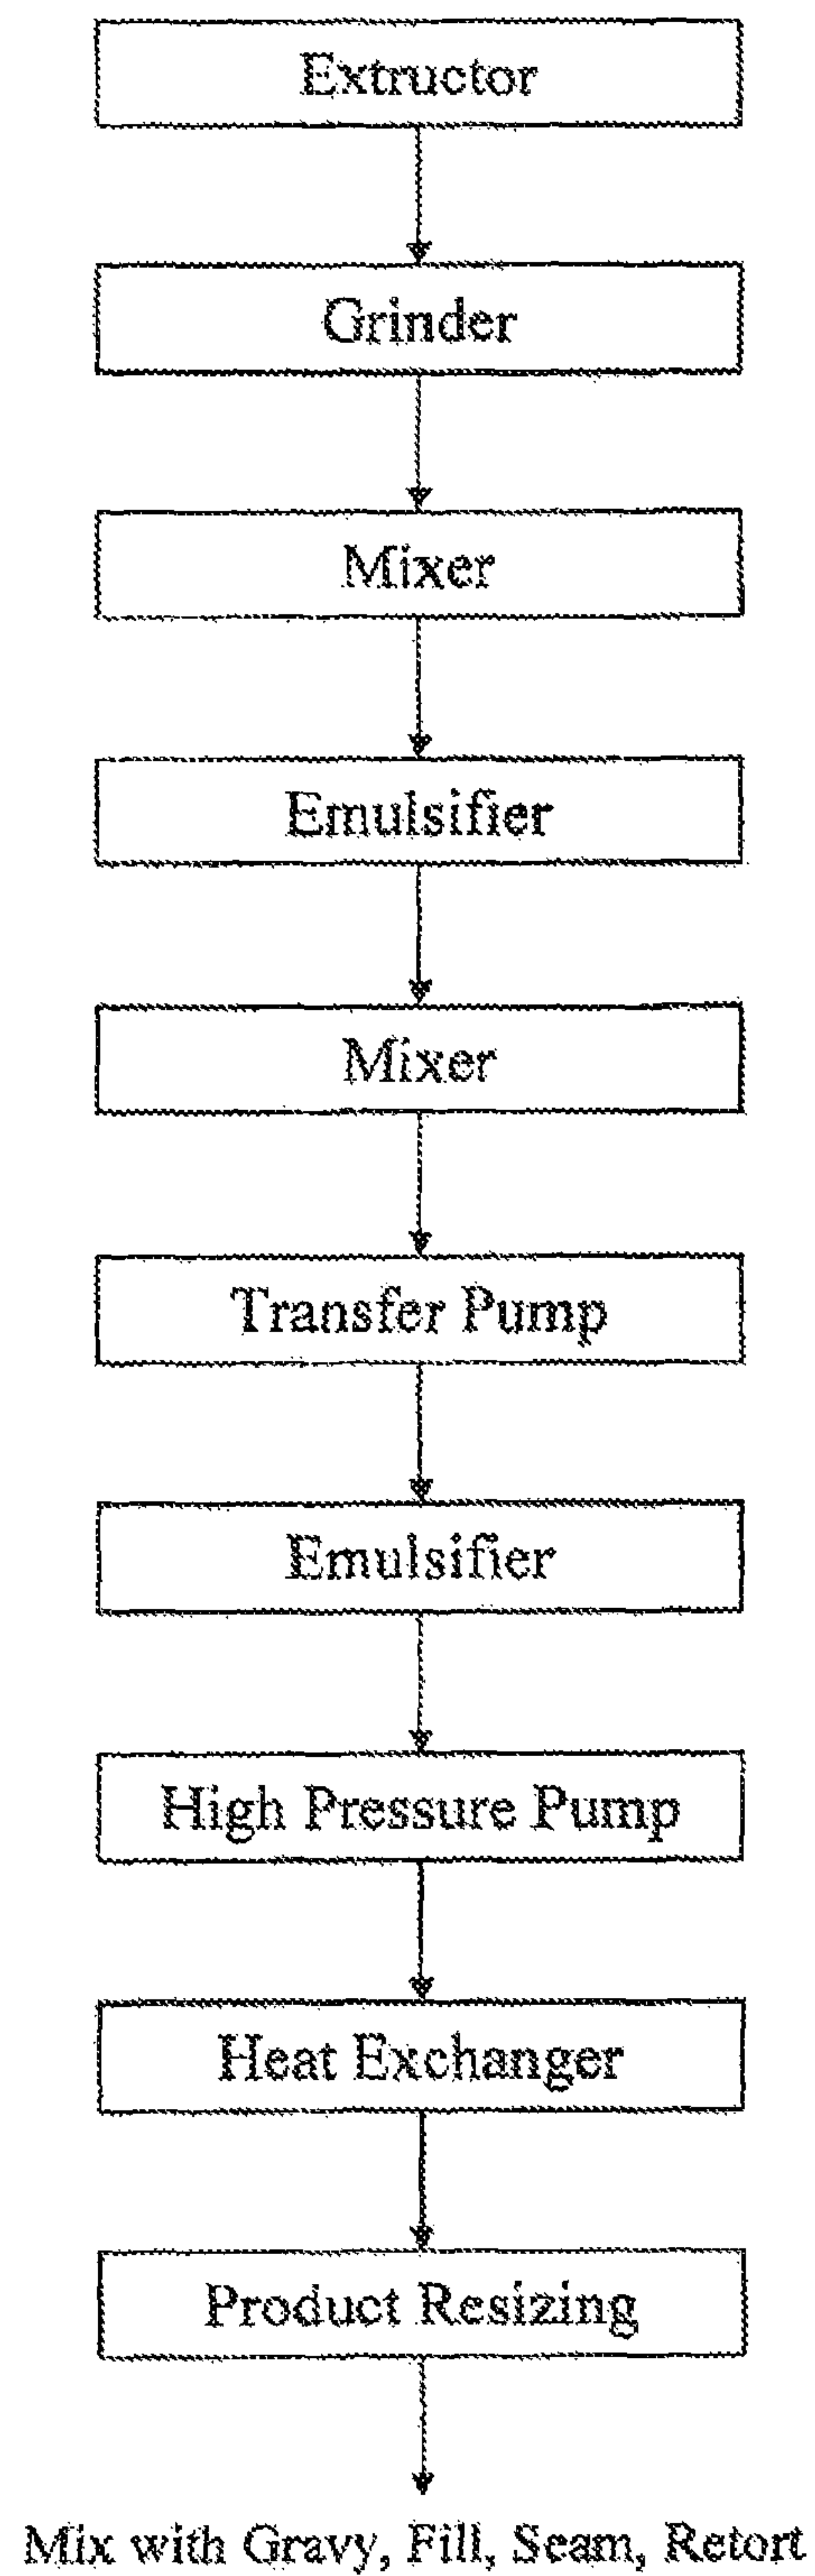 Extructor
Grinder
Mixer
Emulsifier
Mixer
Transfer Pump
Emulsifier
High Pressure Pump
Heat Exchanger
Product Resizing
Mix with Gravy, Fill, Seam, Retort